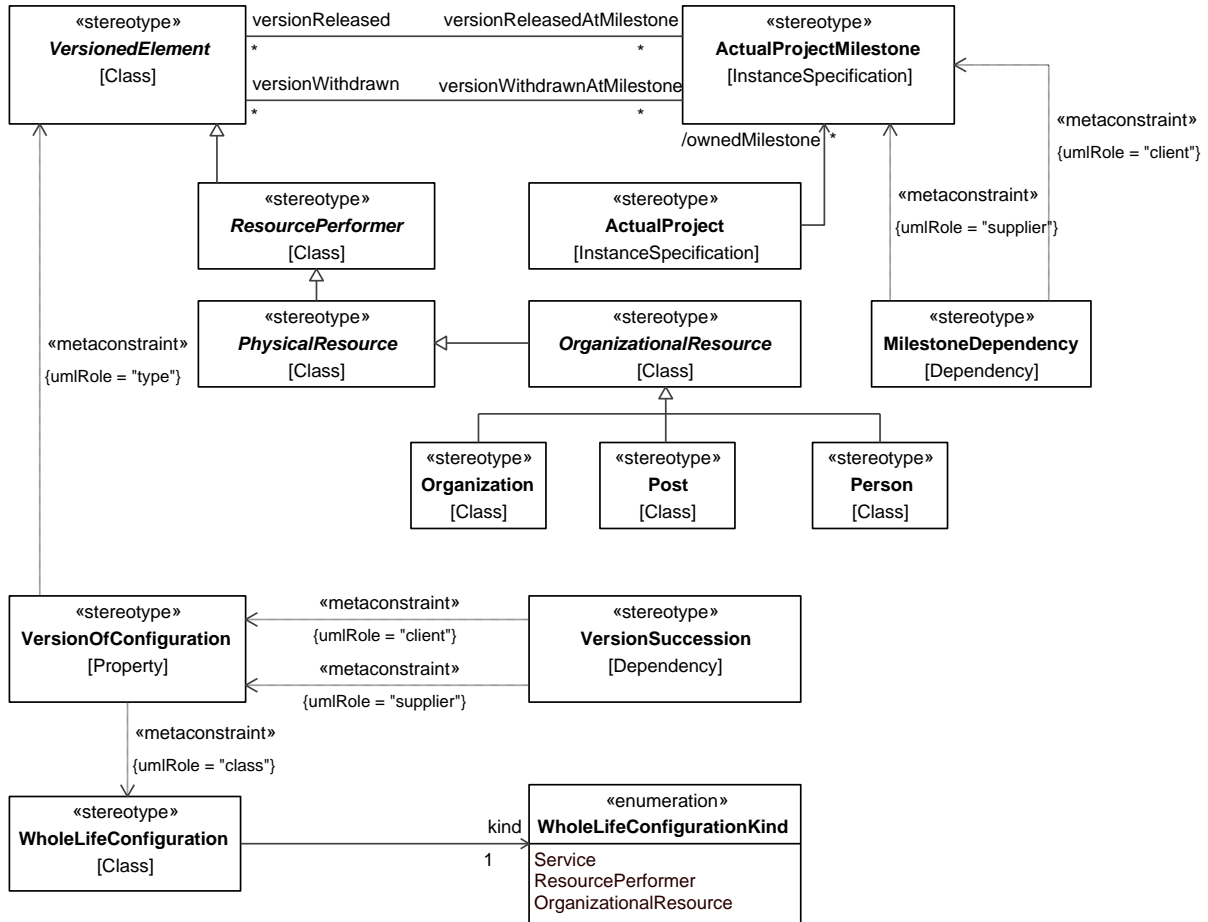 «stereotype»
VersionedElement
[Class]
versionReleased
*
versionReleasedAtMilestone
*
versionWithdrawn
*
versionWithdrawnAtMilestone
*
«stereotype»
ActualProjectMilestone
[InstanceSpecification]
/ownedMilestone
*
«metaconstraint»
{umlRole = "client"}
«metaconstraint»
{umlRole = "supplier"}
«stereotype»
ResourcePerformer
[Class]
«stereotype»
ActualProject
[InstanceSpecification]
«stereotype»
PhysicalResource
[Class]
«stereotype»
OrganizationalResource
[Class]
«stereotype»
MilestoneDependency
[Dependency]
«metaconstraint»
{umlRole = "type"}
«stereotype»
Organization
[Class]
«stereotype»
Post
[Class]
«stereotype»
Person
[Class]
«stereotype»
VersionOfConfiguration
[Property]
«metaconstraint»
{umlRole = "client"}
«metaconstraint»
{umlRole = "supplier"}
«stereotype»
VersionSuccession
[Dependency]
«metaconstraint»
{umlRole = "class"}
«stereotype»
WholeLifeConfiguration
[Class]
kind
1
«enumeration»
WholeLifeConfigurationKind
Service
ResourcePerformer
OrganizationalResource